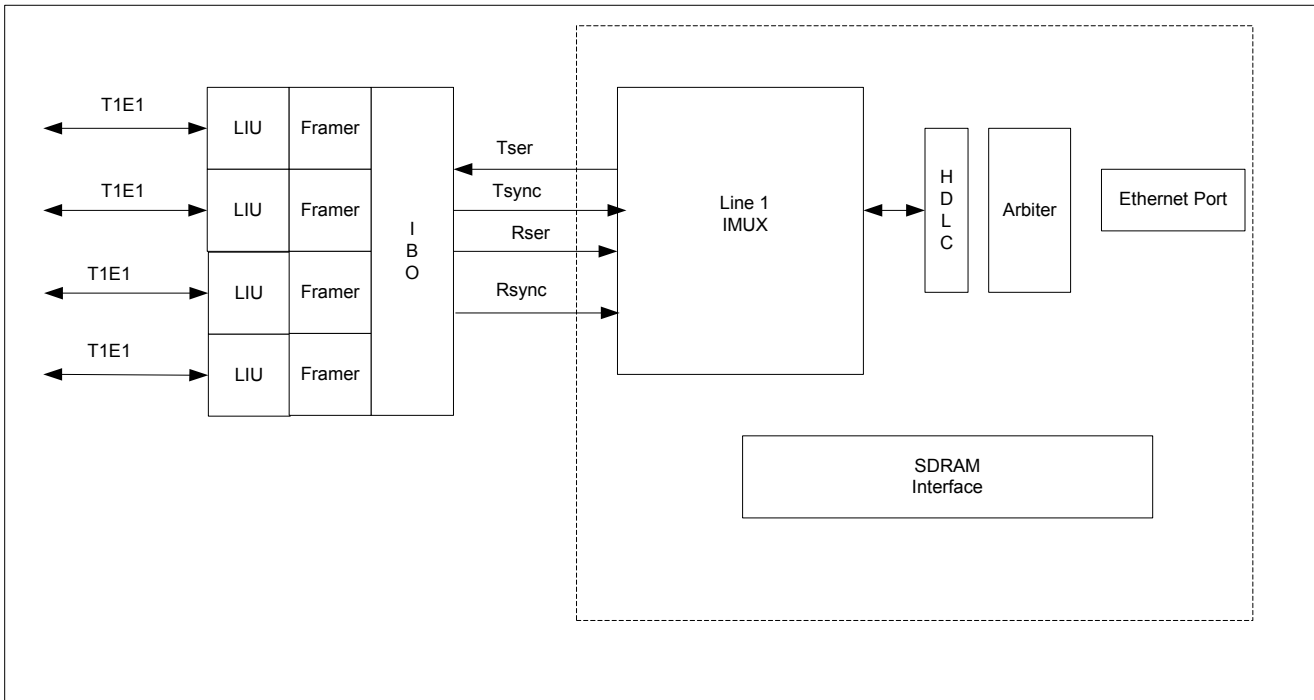 T1E1
LIU
Framer
T1E1
LIU
Framer
T1E1
LIU
Framer
T1E1
LIU
Framer
I
B
O
Tser
Tsync
Rser
Rsync
Line 1
IMUX
H
D
L
C
Arbiter
Ethernet Port
SDRAM
Interface